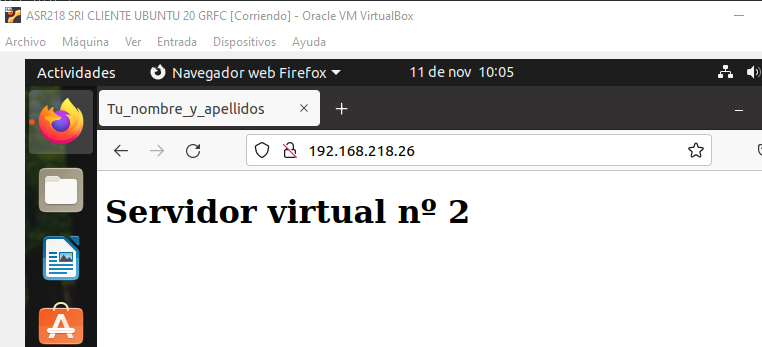 ASR218 SRI CLIENTE UBUNTU 20 GRFC [Corriendo] - Oracle VM VirtualBox
Archivo Máquina Ver Entrada Dispositivos Ayuda
Actividades Navegador web Firefox 11 de nov 10:05
Tu_nombre_y_apellidos
192.168.218.26
Servidor virtual nº 2